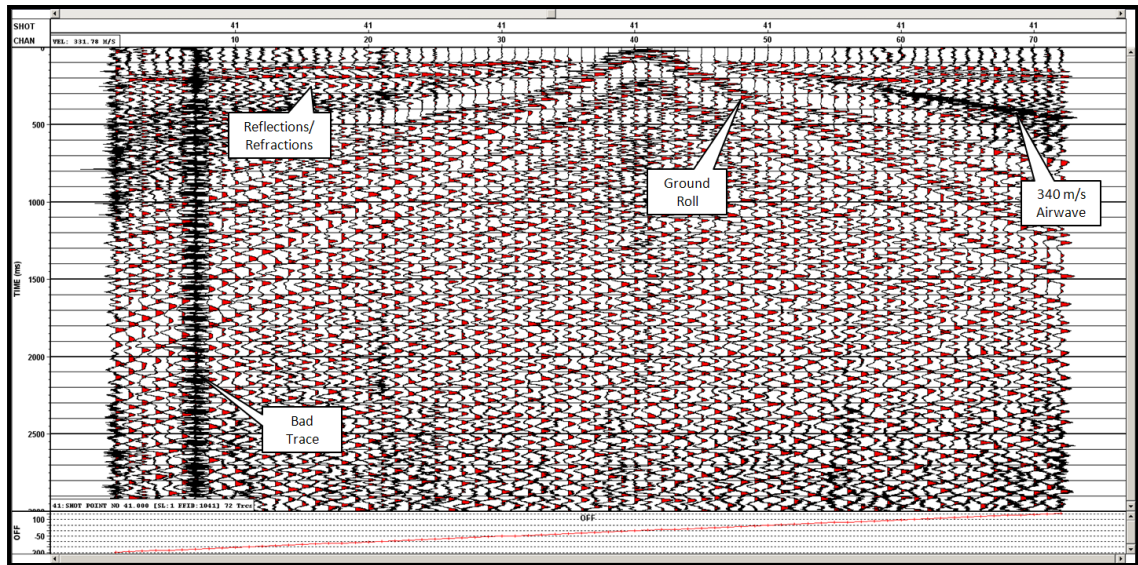 SHOT 41 41 41 41 41 41 41
CHAN 10 20 30 40 50 60 70
VEL: 331.78 M/S
0
Reflections/
Refractions
500
Ground
Roll
340 m/s
Airwave
1000
TIME (ms)
1500
2000
Bad
Trace
2500
41:SHOT POINT NO 41.000 [SL:1 FFID:1041] 72 Trcs
OFF
100
-50
-200
OFF